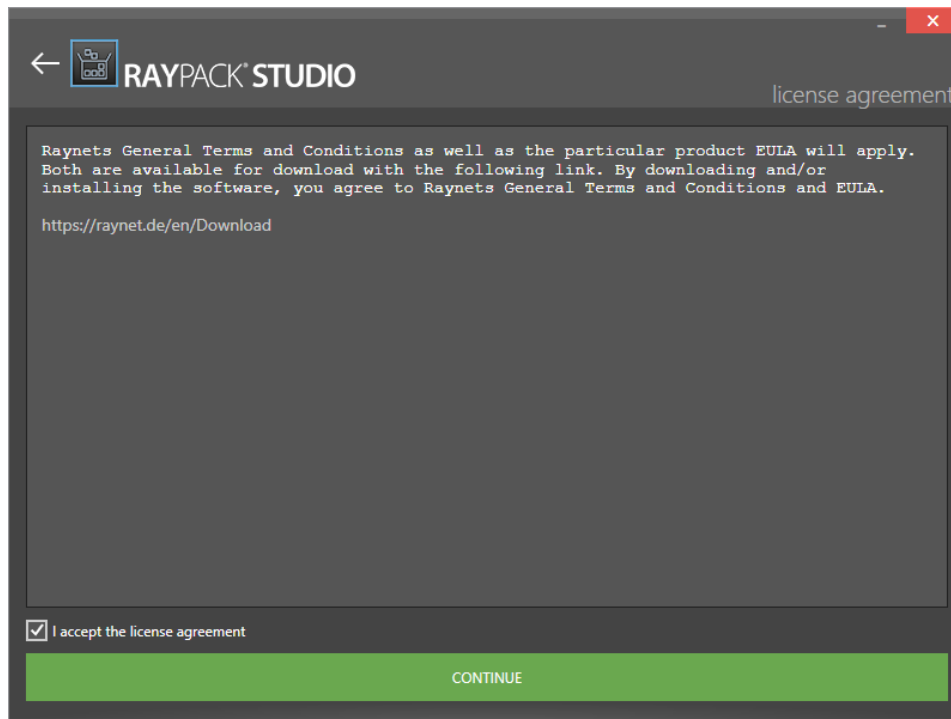 RAYPACK® STUDIO
license agreement
Raynets General Terms and Conditions as well as the particular product EULA will apply.
Both are available for download with the following link. By downloading and/or
installing the software, you agree to Raynets General Terms and Conditions and EULA.
https://raynet.de/en/Download
I accept the license agreement
CONTINUE